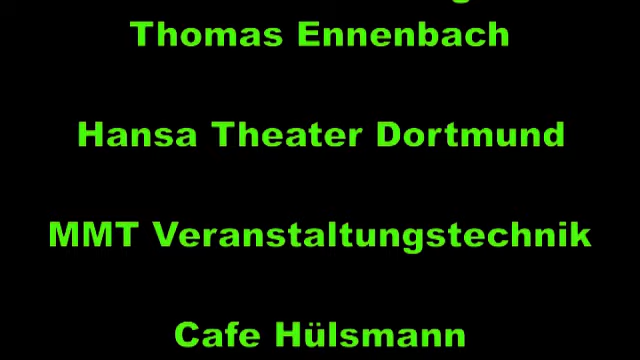 Thomas Ennenbach
Hansa Theater Dortmund
MMT Veranstaltungstechnik
Cafe Hülsmann